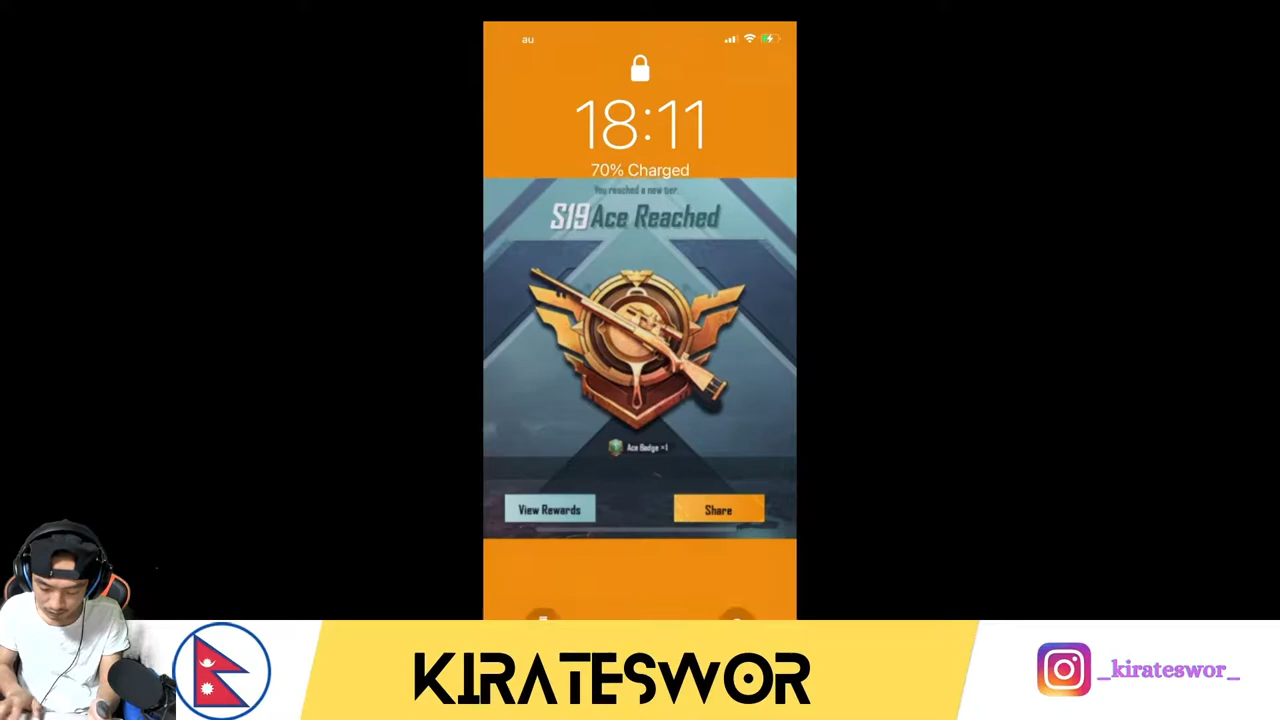 au
18:11
70% Charged
You reached a new tier.
S19 Ace Reached
Ace Badge ×1
View Rewards
Share
KIRATESWOR
_kirateswor_